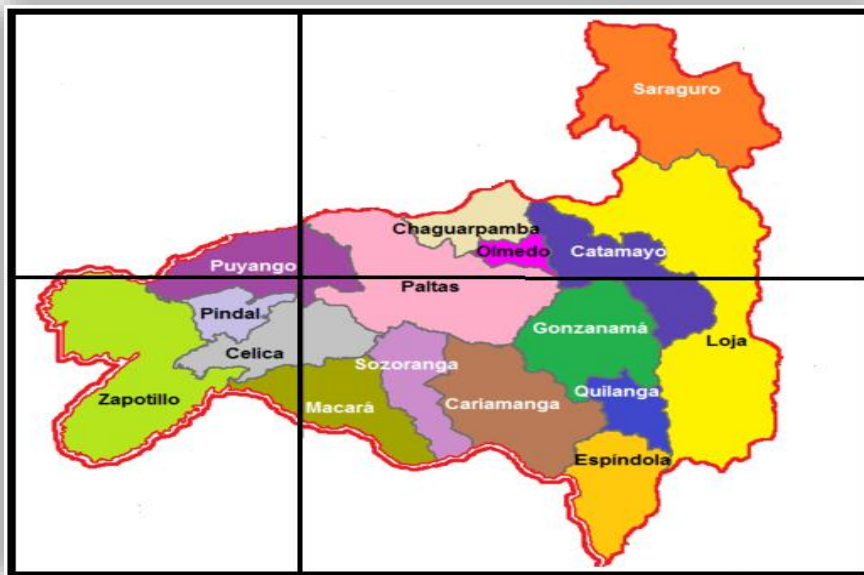 Saraguro
Chaguarpamba
Olmedo
Catamayo
Puyango
Paltas
Pindal
Gonzanamá
Loja
Celica
Sozoranga
Quilanga
Zapotillo
Macará
Cariamanga
Espíndola